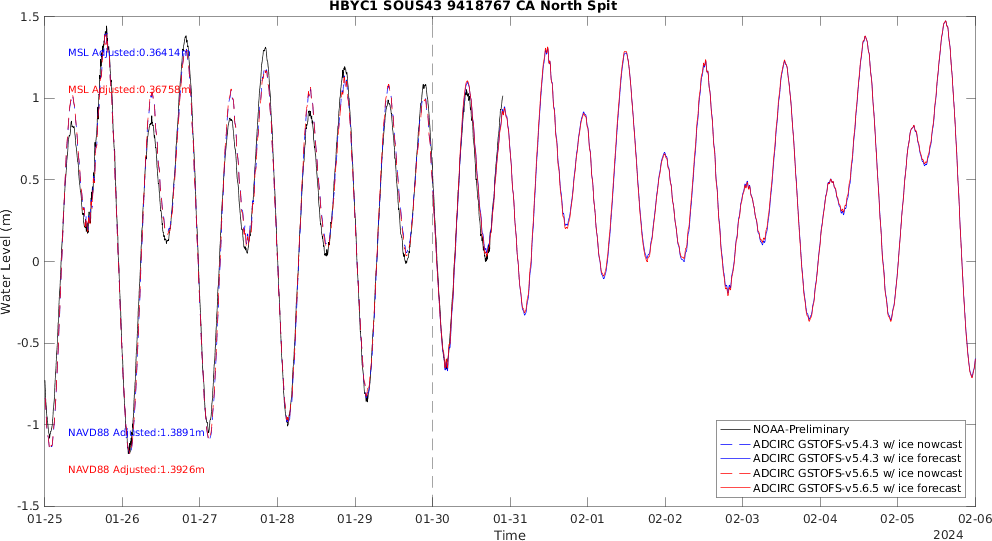 HBYC1 SOUS43 9418767 CA North Spit
1.5
1
0.5
0
-0.5
-1
-1.5
Water Level (m)
MSL Adjusted:0.36414m
MSL Adjusted:0.36758m
NAVD88 Adjusted:1.3891m
NAVD88 Adjusted:1.3926m
NOAA-Preliminary
ADCIRC GSTOFS-v5.4.3 w/ ice nowcast
ADCIRC GSTOFS-v5.4.3 w/ ice forecast
ADCIRC GSTOFS-v5.6.5 w/ ice nowcast
ADCIRC GSTOFS-v5.6.5 w/ ice forecast
01-25 01-26 01-27 01-28 01-29 01-30 01-31 02-01 02-02 02-03 02-04 02-05 02-06
Time
2024